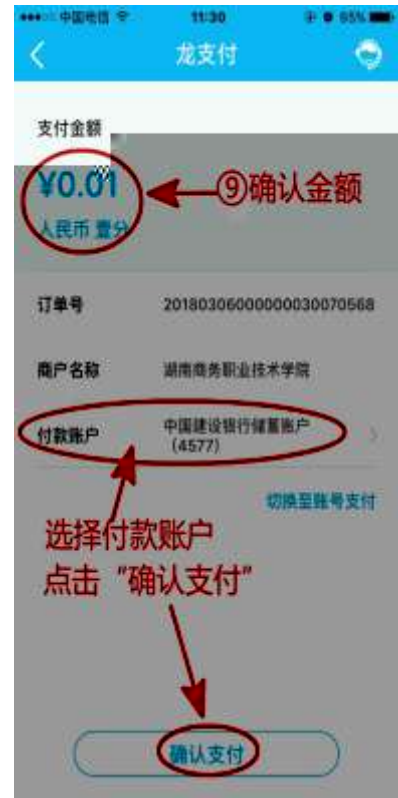 中国电信 11:30 95%
龙支付
支付金额
¥0.01
⑨确认金额
人民币 壹分
订单号 20180306000000030070568
商户名称 湖南商务职业技术学院
付款账户 中国建设银行储蓄账户
(4577)
切换至账号支付
选择付款账户
点击“确认支付”
确认支付